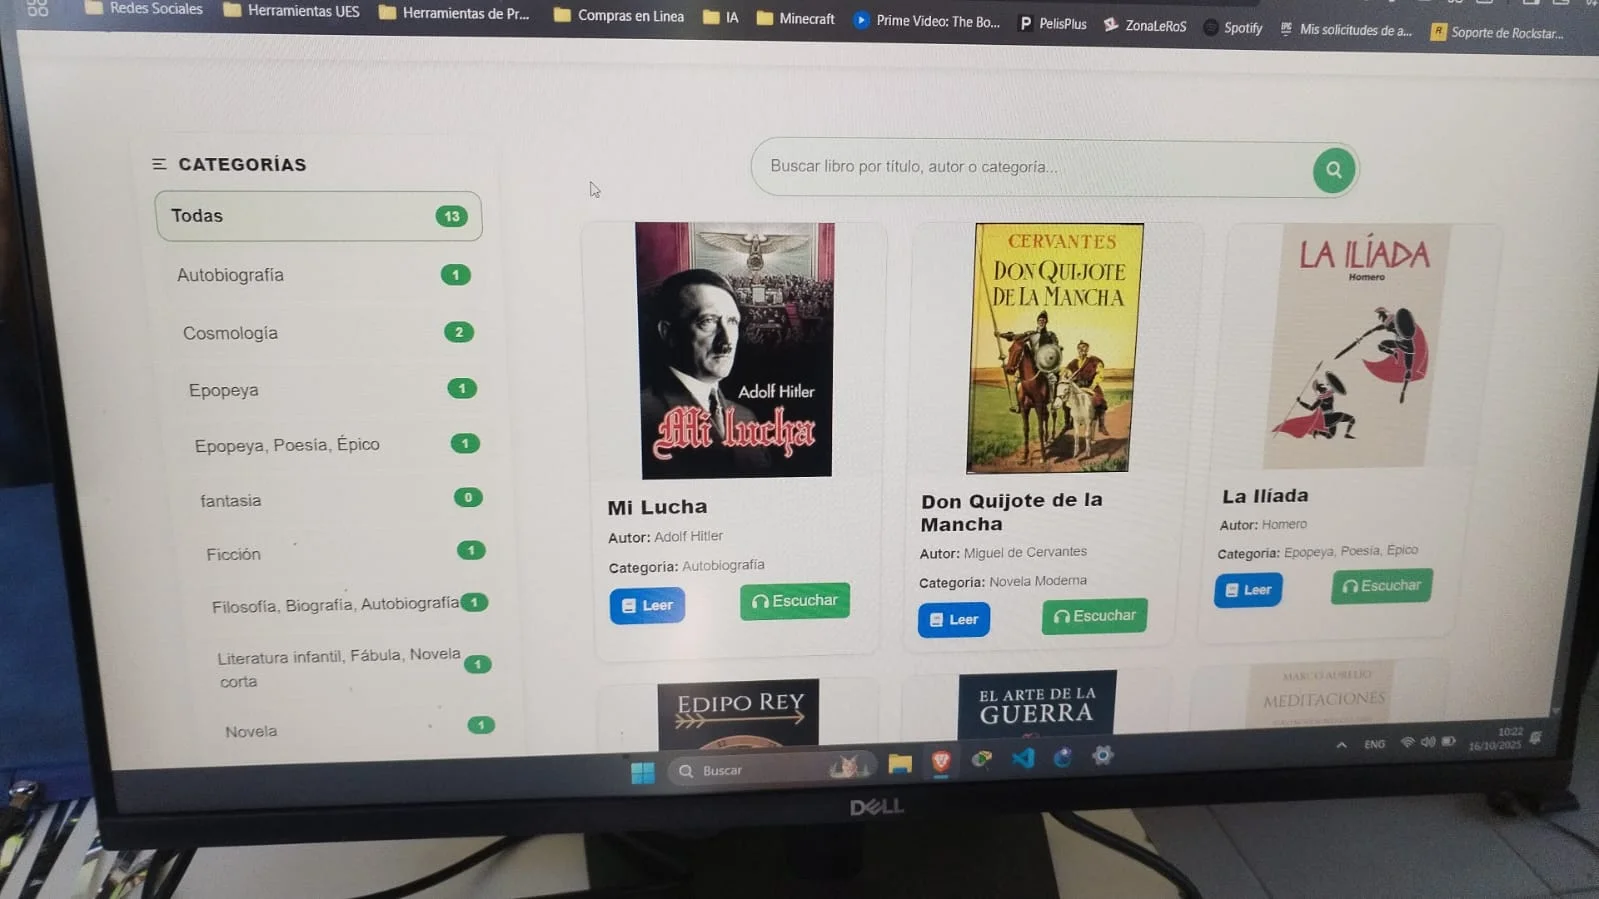 Redes Sociales
Herramientas UES
Herramientas de Pr...
Compras en Linea
IA
Minecraft
Prime Video: The Bo...
PelisPlus
ZonaLeRoS
Spotify
Mis solicitudes de a...
Soporte de Rockstar...
CATEGORÍAS
Todas 13
Autobiografía 1
Cosmología 2
Epopeya 1
Epopeya, Poesía, Épico 1
fantasia 0
Ficción 1
Filosofía, Biografía, Autobiografía 1
Literatura infantil, Fábula, Novela
corta 1
Novela 1
Buscar libro por título, autor o categoría...
Adolf Hitler
Mi lucha
Mi Lucha
Autor: Adolf Hitler
Categoria: Autobiografía
Leer
Escuchar
CERVANTES
DON QUIJOTE
DE LA MANCHA
Don Quijote de la
Mancha
Autor: Miguel de Cervantes
Categoria: Novela Moderna
Leer
Escuchar
LA ILÍADA
Homero
La Ilíada
Autor: Homero
Categoria: Epopeya, Poesía, Épico
Leer
Escuchar
EDIPO REY
EL ARTE DE LA
GUERRA
MARCO AURELIO
MEDITACIONES
Buscar
ENG
10:22
16/10/2025
DELL